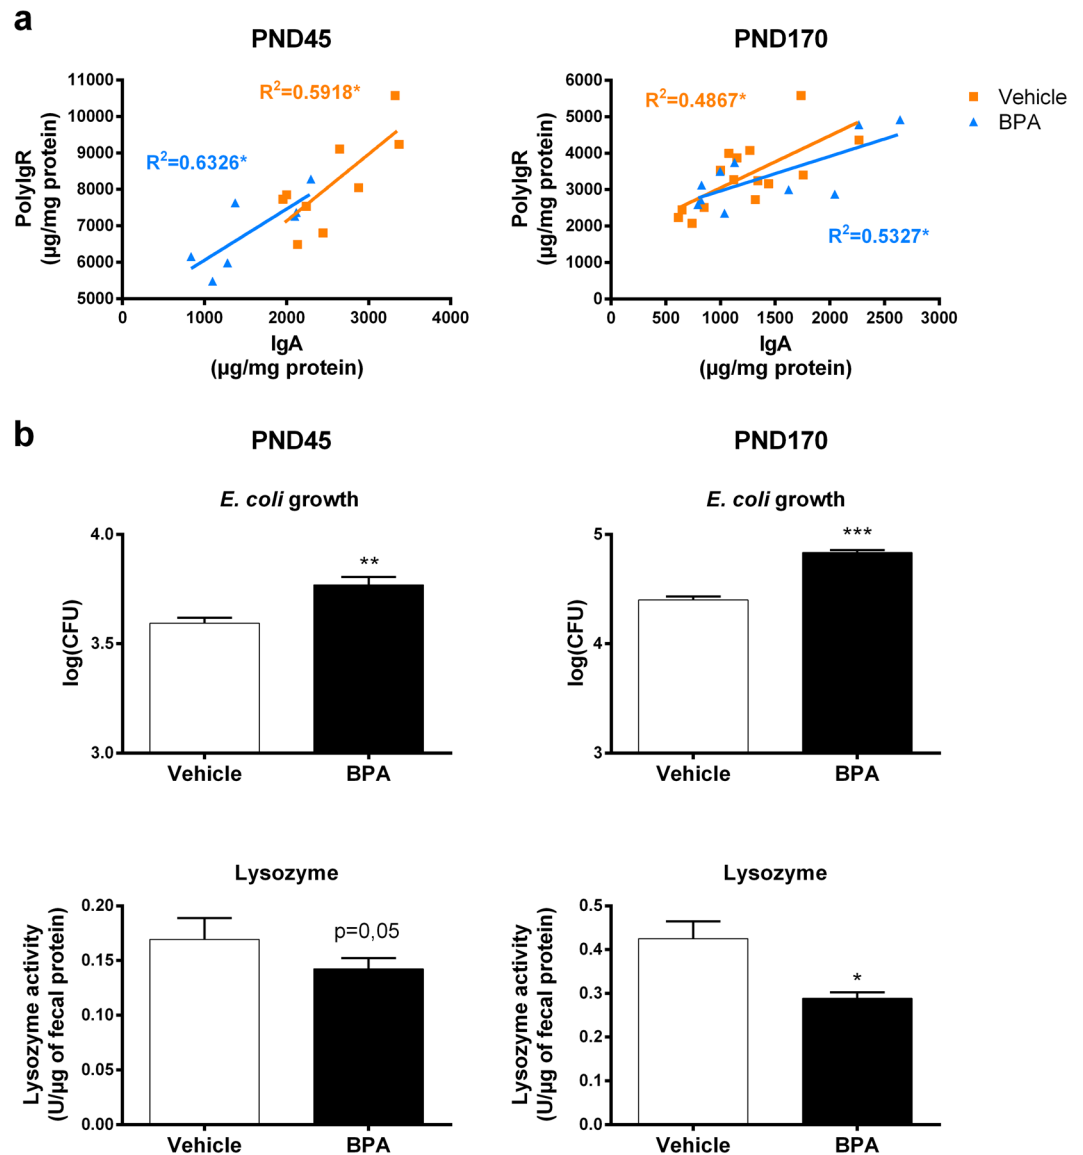 a
PND45
PolyIgR
(µg/mg protein)
11000
10000
9000
8000
7000
6000
5000
R²=0.5918*
R²=0.6326*
0 1000 2000 3000 4000
IgA
(µg/mg protein)
PND170
PolyIgR
(µg/mg protein)
6000
5000
4000
3000
2000
1000
0
R²=0.4867*
R²=0.5327*
0 500 1000 1500 2000 2500 3000
IgA
(µg/mg protein)
Vehicle
BPA
b
PND45
E. coli growth
log(CFU)
4.0
3.5
3.0
**
Vehicle BPA
PND170
E. coli growth
log(CFU)
5
4
3
***
Vehicle BPA
Lysozyme
Lysozyme activity
(U/µg of fecal protein)
0.20
0.15
0.10
0.05
0.00
p=0,05
Vehicle BPA
Lysozyme
Lysozyme activity
(U/µg of fecal protein)
0.5
0.4
0.3
0.2
0.1
0.0
*
Vehicle BPA